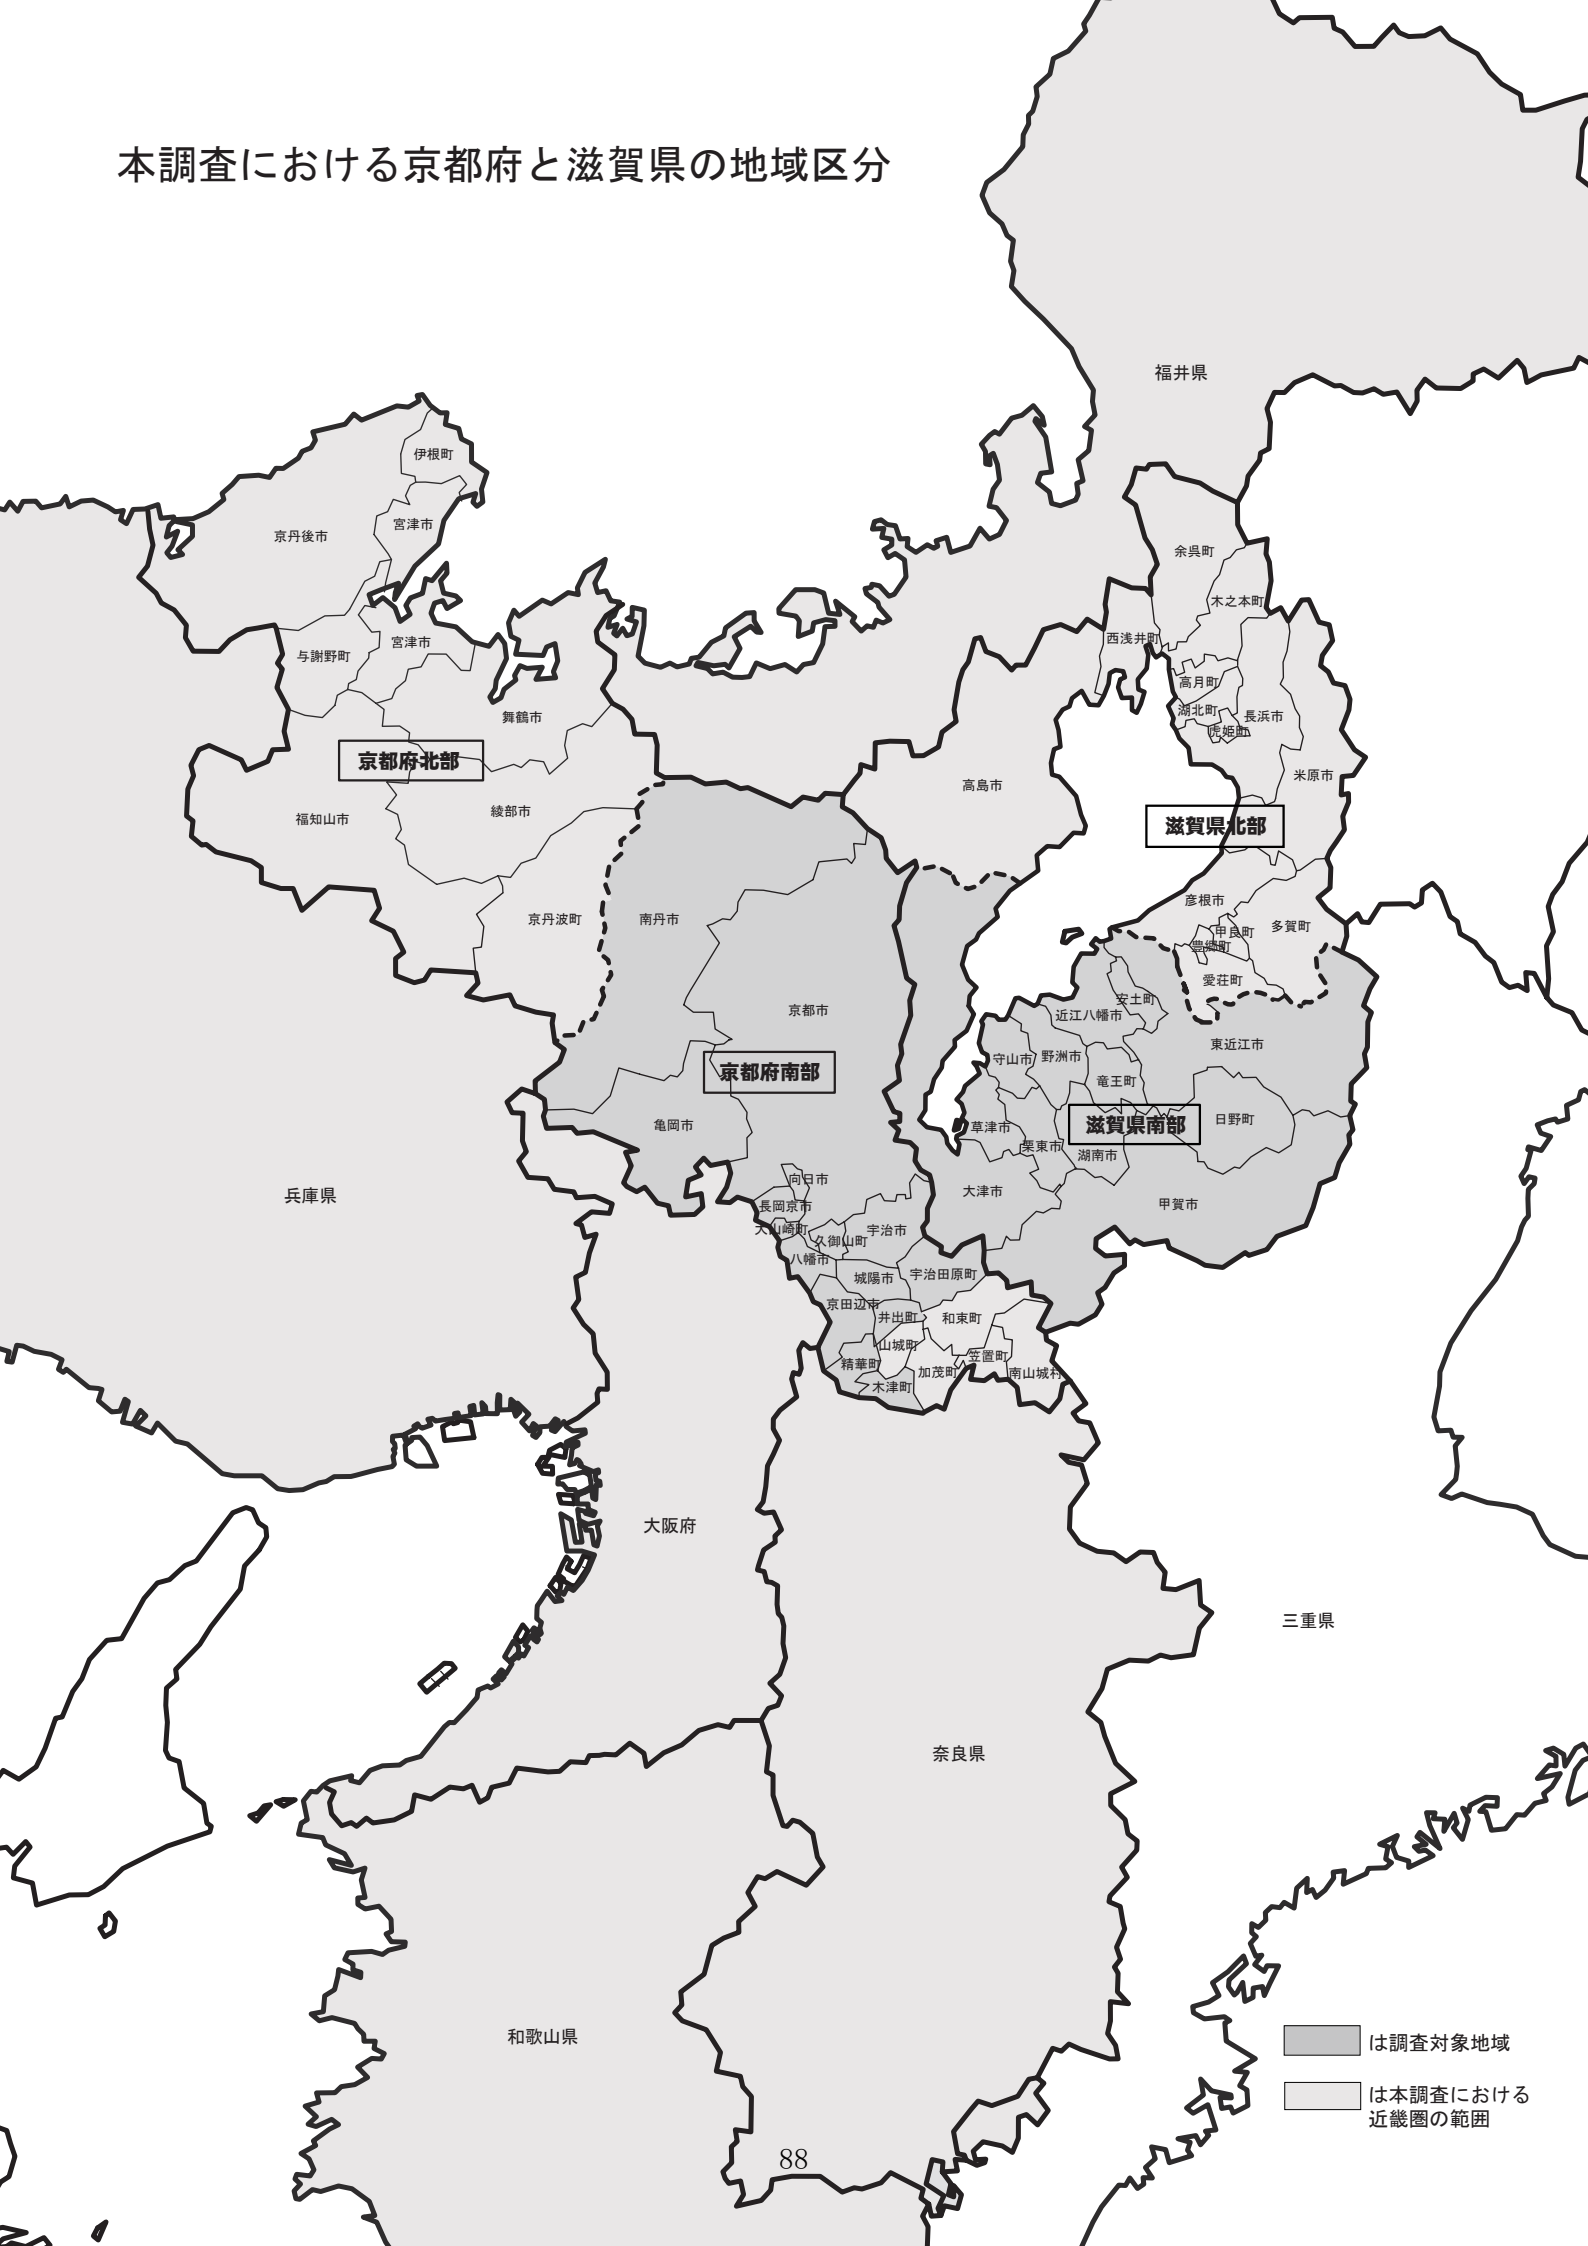 本調査における京都府と滋賀県の地域区分
福井県
伊根町
宮津市
京丹後市
余呉町
木之本町
西浅井町
宮津市
与謝野町
高月町
湖北町
長浜市
虎姫町
舞鶴市
京都府北部
米原市
高島市
綾部市
福知山市
滋賀県北部
彦根市
京丹波町
南丹市
多賀町
甲良町
豊郷町
愛荘町
安土町
京都市
近江八幡市
東近江市
守山市
野洲市
京都府南部
竜王町
亀岡市
草津市
滋賀県南部
日野町
栗東市
湖南市
向日市
兵庫県
大津市
甲賀市
長岡京市
大山崎町
宇治市
久御山町
八幡市
城陽市
宇治田原町
京田辺市
井出町
和束町
山城町
笠置町
精華町
加茂町
南山城村
木津町
大阪府
三重県
奈良県
和歌山県
は調査対象地域
は本調査における
近畿圏の範囲
88